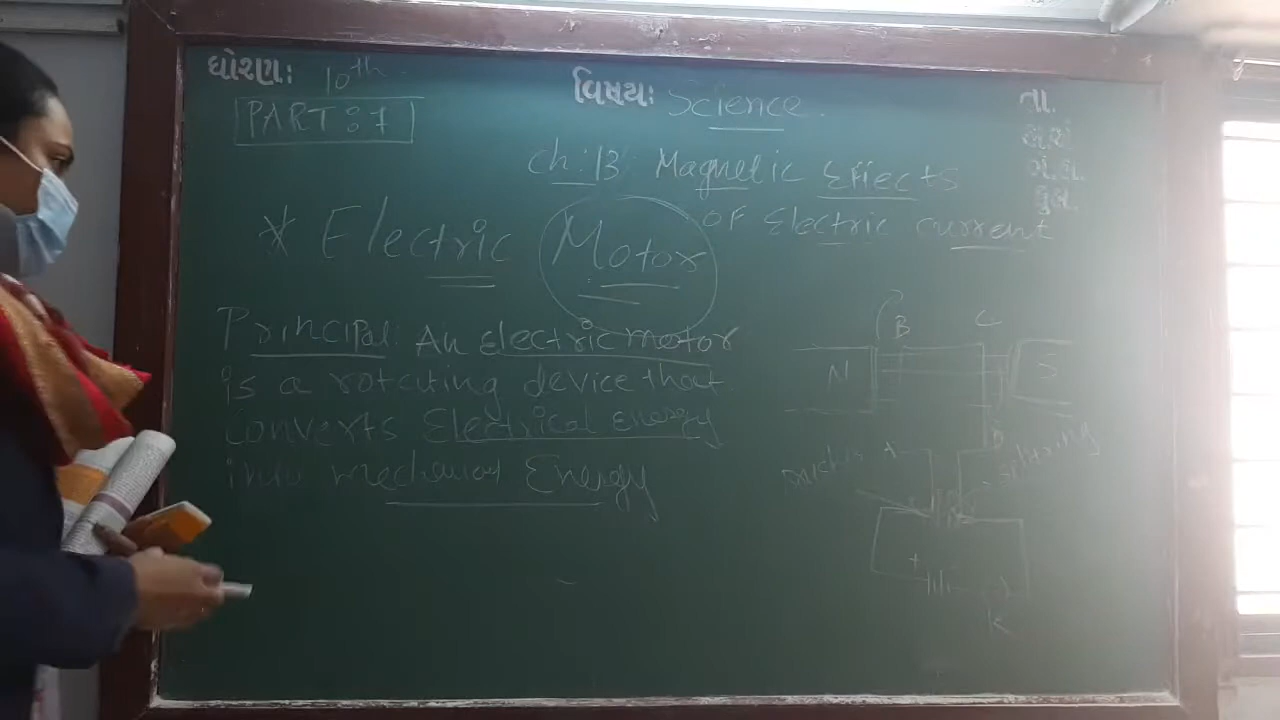 ધોરણ: 10th
વિષય: Science.
તા.
PART: 7
Ch: 13 Magnetic Effects
OF Electric current
* Electric Motor
Principal: An electric motor
is a rotating device that
converts Electrical Energy
into mechanical Energy
B C
N S
A D
+ -
K